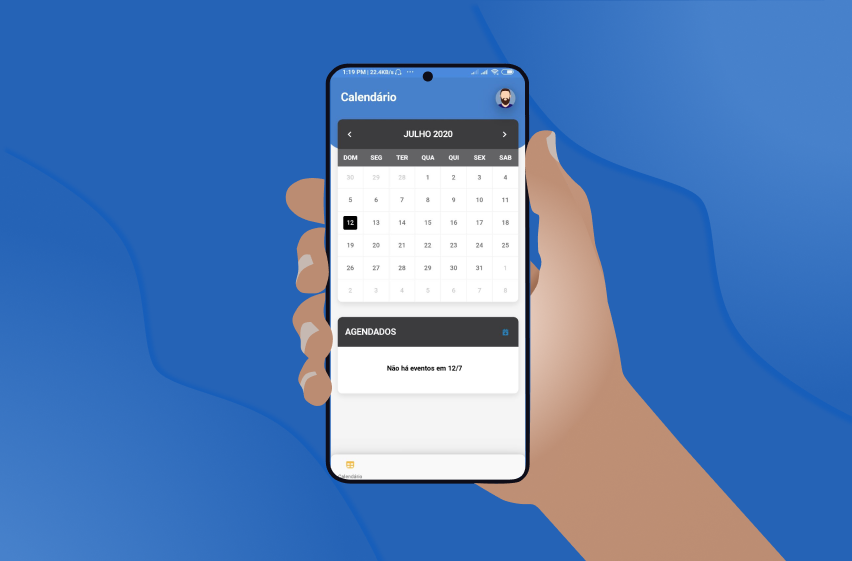 1:19 PM | 22.4KB/s
Calendário
JULHO 2020
DOM SEG TER QUA QUI SEX SAB
30 29 28 1 2 3 4
5 6 7 8 9 10 11
12 13 14 15 16 17 18
19 20 21 22 23 24 25
26 27 28 29 30 31 1
2 3 4 5 6 7 8
AGENDADOS
Não há eventos em 12/7
Calendário